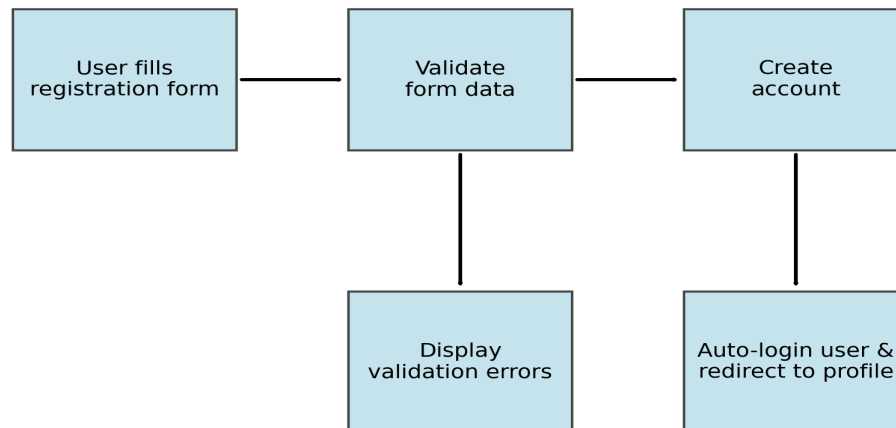 User fills
registration form
Validate
form data
Create
account
Display
validation errors
Auto-login user &
redirect to profile